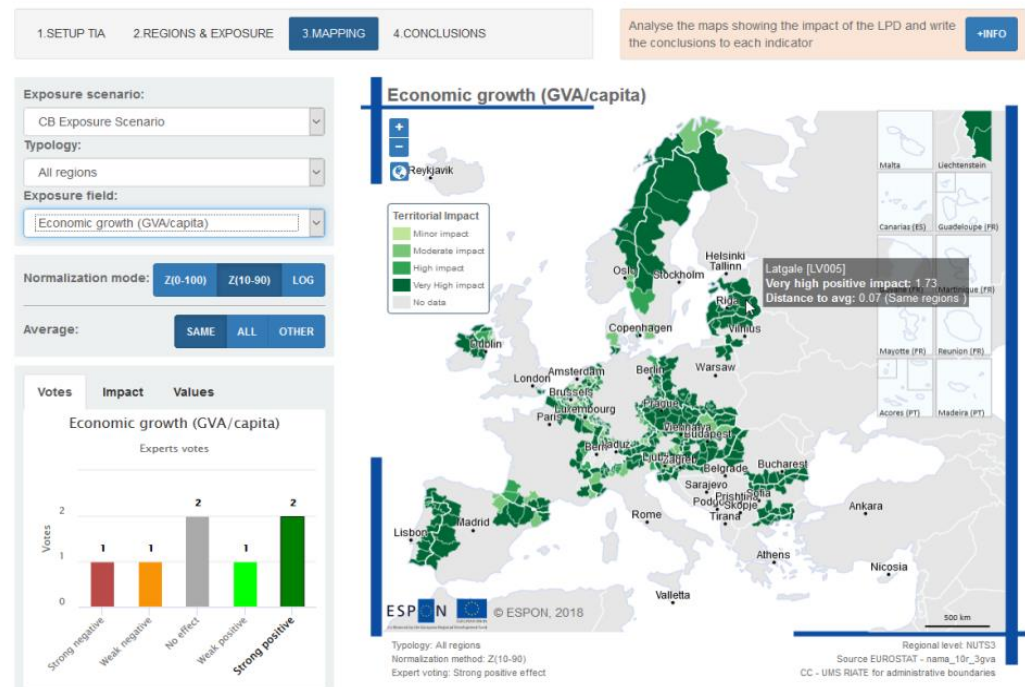 1.SETUP TIA 2.REGIONS & EXPOSURE 3.MAPPING 4.CONCLUSIONS
Analyse the maps showing the impact of the LPD and write
the conclusions to each indicator
+INFO
Exposure scenario:
CB Exposure Scenario
Typology:
All regions
Exposure field:
Economic growth (GVA/capita)
Normalization mode: Z(0-100) Z(10-90) LOG
Average: SAME ALL OTHER
Votes Impact Values
Economic growth (GVA/capita)
Experts votes
Votes
2
1
0
1
1
2
1
2
Strong negative
Weak negative
No effect
Weak positive
Strong positive
Economic growth (GVA/capita)
+
−
Territorial Impact
Minor impact
Moderate impact
High impact
Very High impact
No data
Reykjavik
Oslo
Stockholm
Helsinki
Tallinn
Riga
Vilnius
Copenhagen
Dublin
London
Amsterdam
Berlin
Warsaw
Brussels
Luxembourg
Paris
Prague
Budapest
Bern
Zagreb
Belgrade
Bucharest
Sarajevo
Prishtina
Sofia
Skopje
Tirana
Rome
Madrid
Lisbon
Ankara
Athens
Nicosia
Valletta
Latgale [LV005]
Very high positive impact: 1.73
Distance to avg: 0.07 (Same regions )
Malta
Liechtenstein
Canarias (ES)
Guadeloupe (FR)
Martinique (FR)
Mayotte (FR)
Reunion (FR)
Acores (PT)
Madeira (PT)
ESPON
© ESPON, 2018
500 km
Typology: All regions
Normalization method: Z(10-90)
Expert voting: Strong positive effect
Regional level: NUTS3
Source EUROSTAT - nama_10r_3gva
CC - UMS RIATE for administrative boundaries